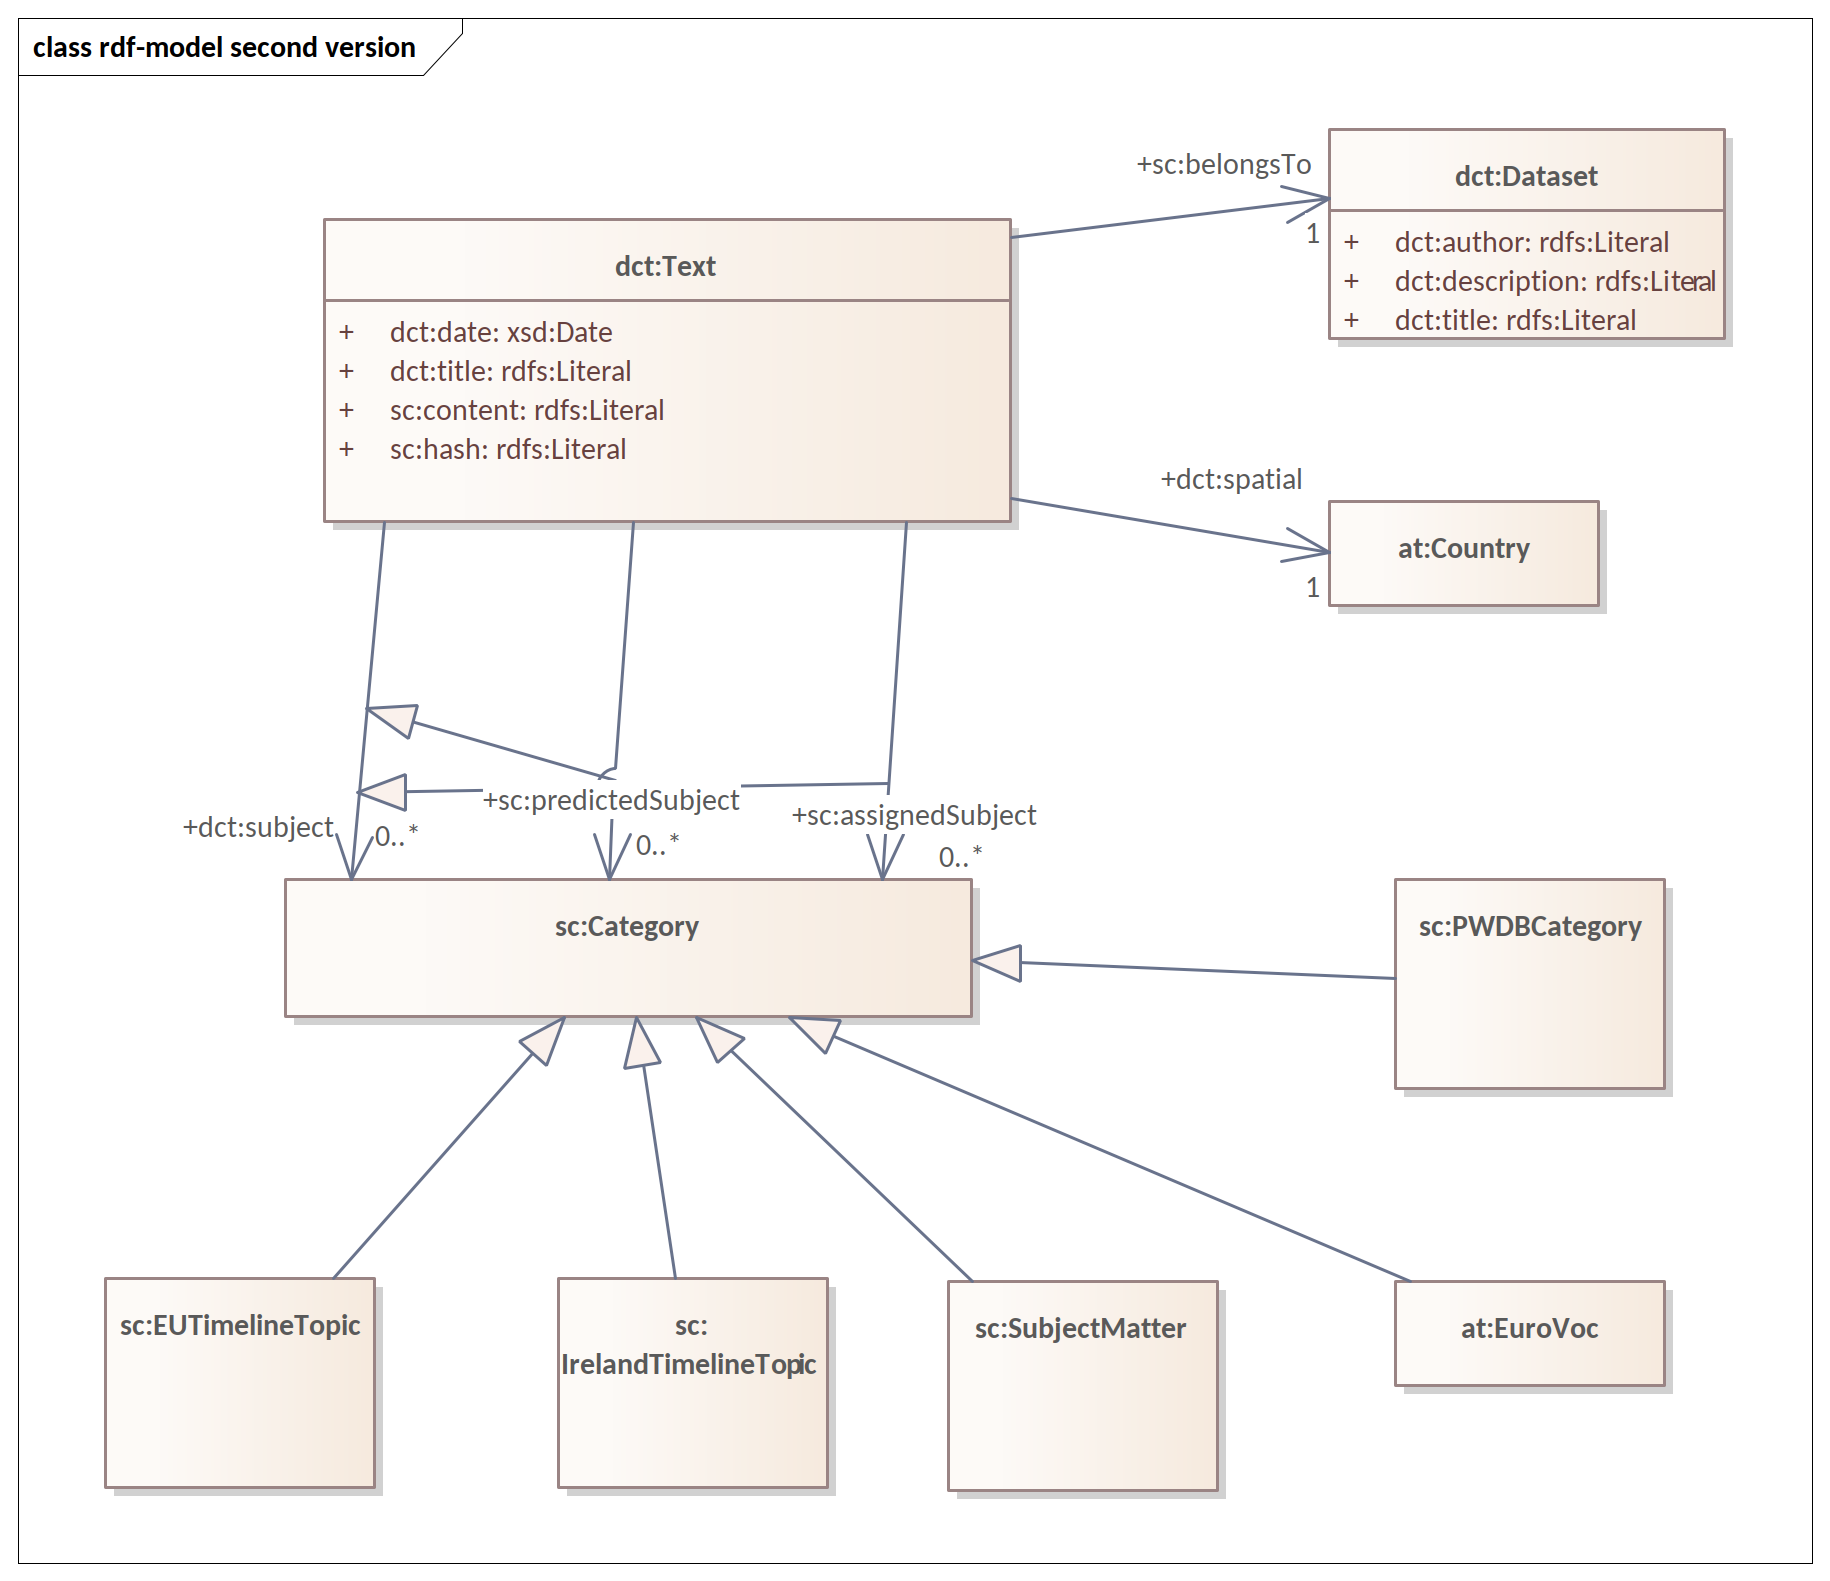 class rdf-model second version
+sc:belongsTo
1
dct:Dataset
+ dct:author: rdfs:Literal
+ dct:description: rdfs:Literal
+ dct:title: rdfs:Literal
dct:Text
+ dct:date: xsd:Date
+ dct:title: rdfs:Literal
+ sc:content: rdfs:Literal
+ sc:hash: rdfs:Literal
+dct:spatial
1
at:Country
+dct:subject
0..*
+sc:predictedSubject
0..*
+sc:assignedSubject
0..*
sc:Category
sc:PWDBCategory
sc:EUTimelineTopic
sc:
IrelandTimelineTopic
sc:SubjectMatter
at:EuroVoc